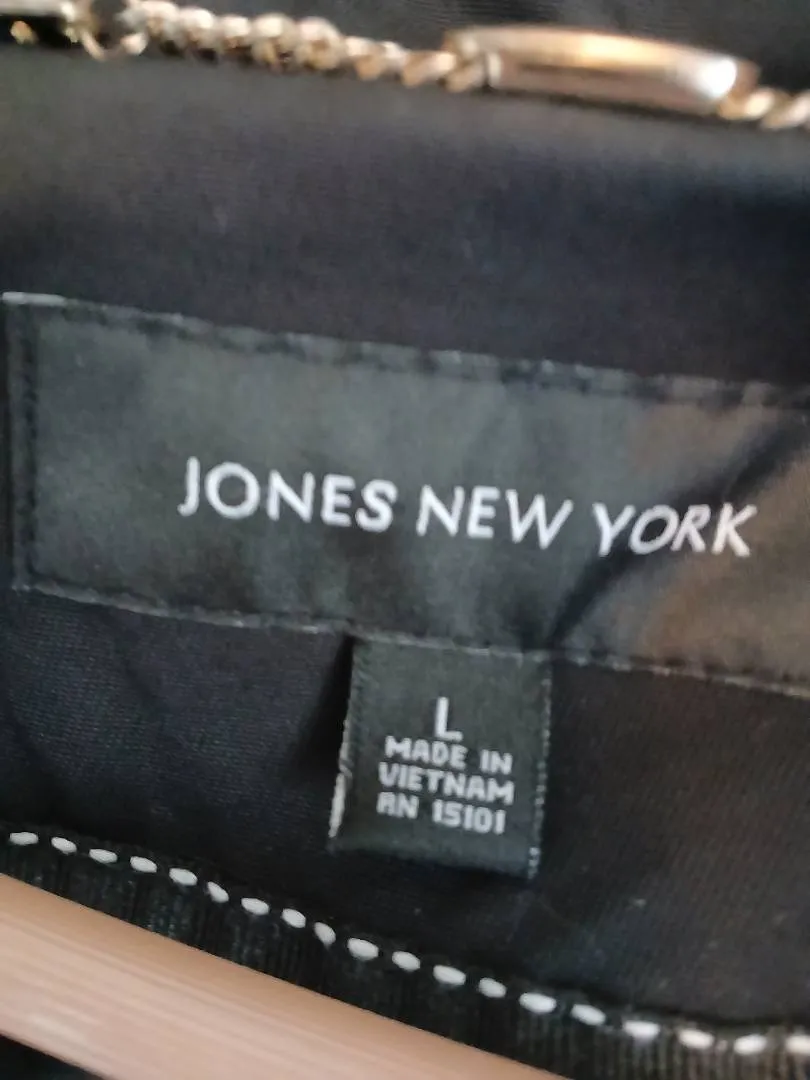 JONES NEW YORK
L
MADE IN
VIETNAM
RN 15101